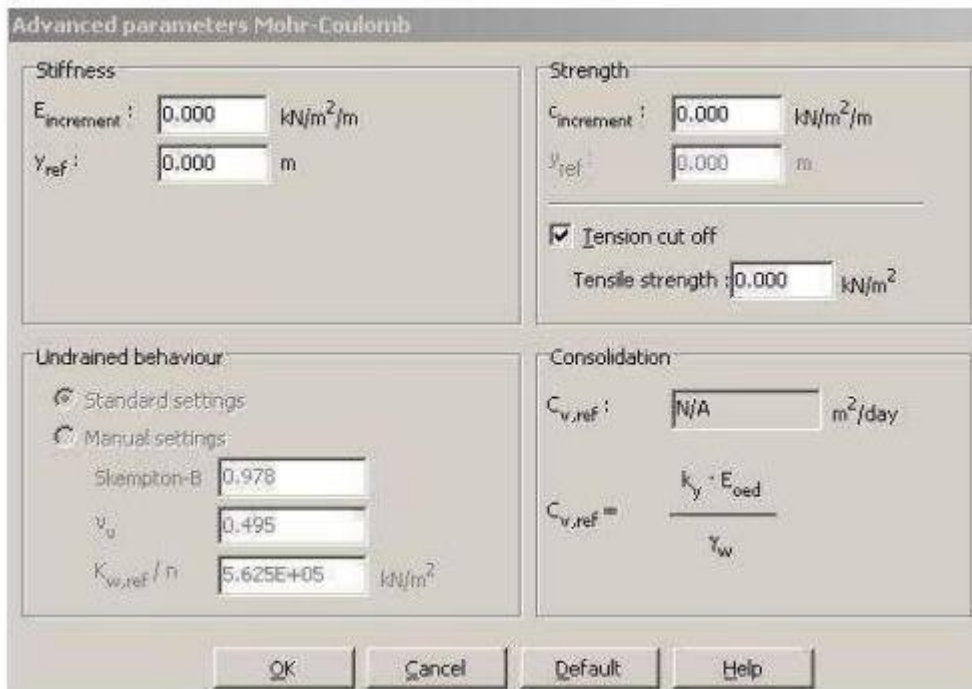 Advanced parameters Mohr-Coulomb
Stiffness
E_increment : 0.000 kN/m²/m
y_ref : 0.000 m
Strength
c_increment : 0.000 kN/m²/m
y_ref : 0.000 m
Tension cut off
Tensile strength : 0.000 kN/m²
Undrained behaviour
Standard settings
Manual settings
Skempton-B 0.978
ν_u 0.495
K_w,ref / n 5.625E+05 kN/m²
Consolidation
C_v,ref : N/A m²/day
C_v,ref = k_y · E_oed
γ_w
OK Cancel Default Help